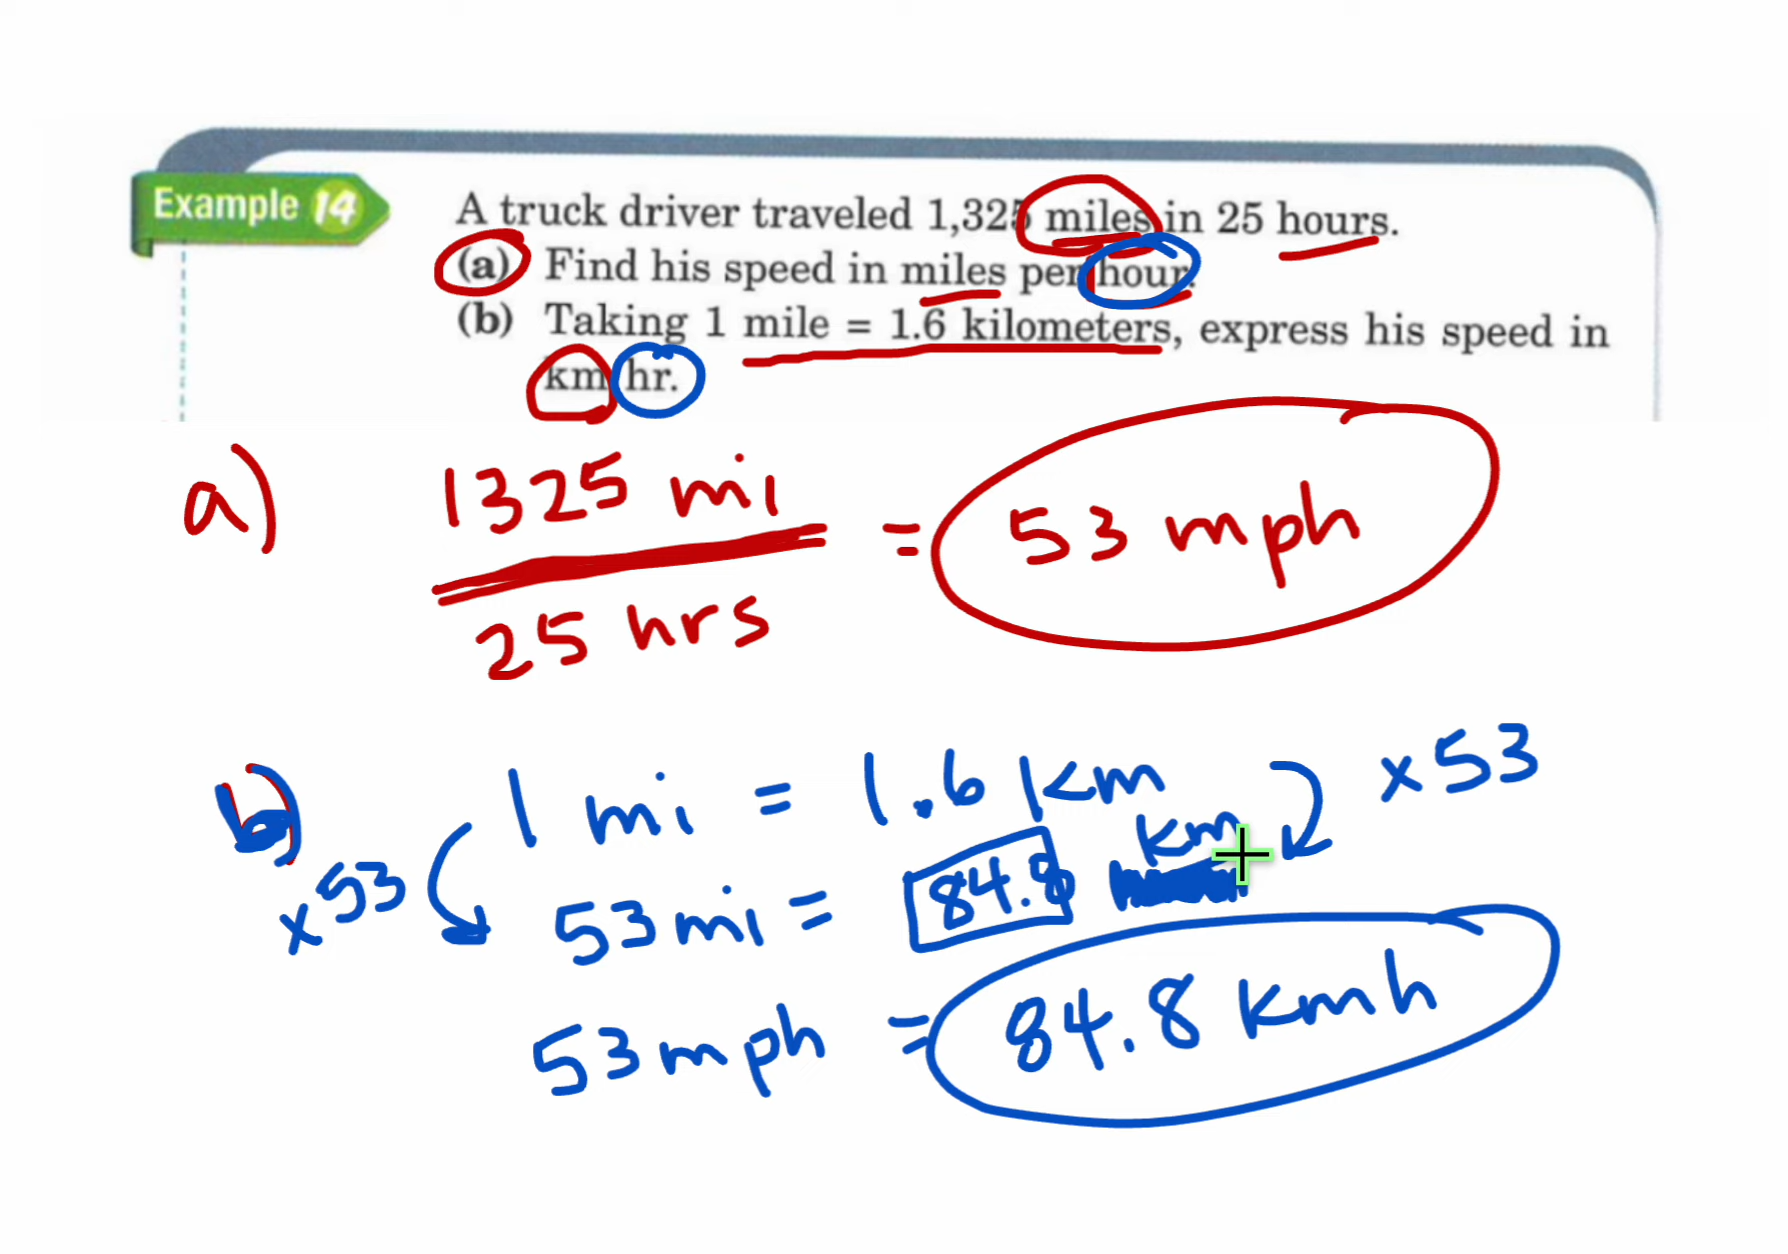 Example 14
A truck driver traveled 1,325 miles in 25 hours.
(a) Find his speed in miles per hour.
(b) Taking 1 mile = 1.6 kilometers, express his speed in
km/hr.
a) 1325 mi
25 hrs
= 53 mph
b) 1 mi = 1.6 km
x53
x53
53 mi = 84.8 km
53 mph = 84.8 kmh